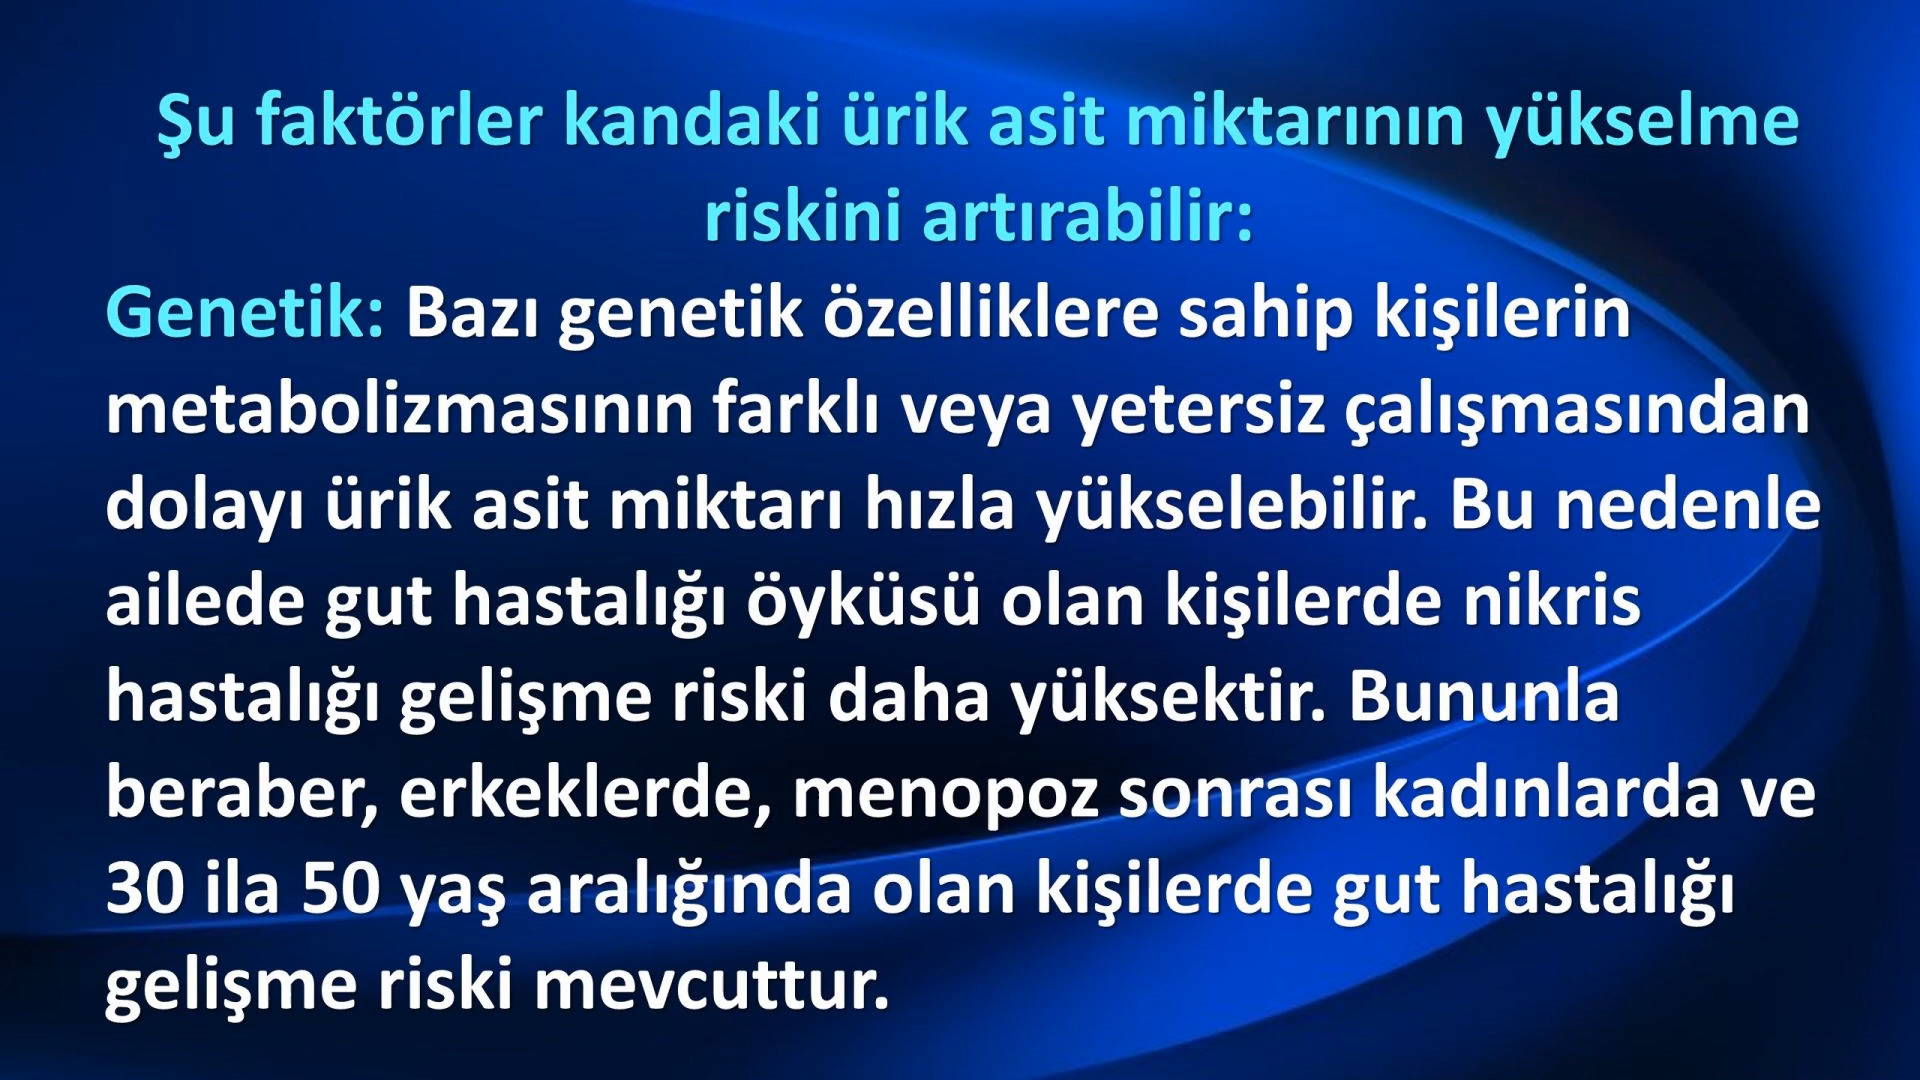 Şu faktörler kandaki ürik asit miktarının yükselme
riskini artırabilir:
Genetik: Bazı genetik özelliklere sahip kişilerin
metabolizmasının farklı veya yetersiz çalışmasından
dolayı ürik asit miktarı hızla yükselebilir. Bu nedenle
ailede gut hastalığı öyküsü olan kişilerde nikris
hastalığı gelişme riski daha yüksektir. Bununla
beraber, erkeklerde, menopoz sonrası kadınlarda ve
30 ila 50 yaş aralığında olan kişilerde gut hastalığı
gelişme riski mevcuttur.